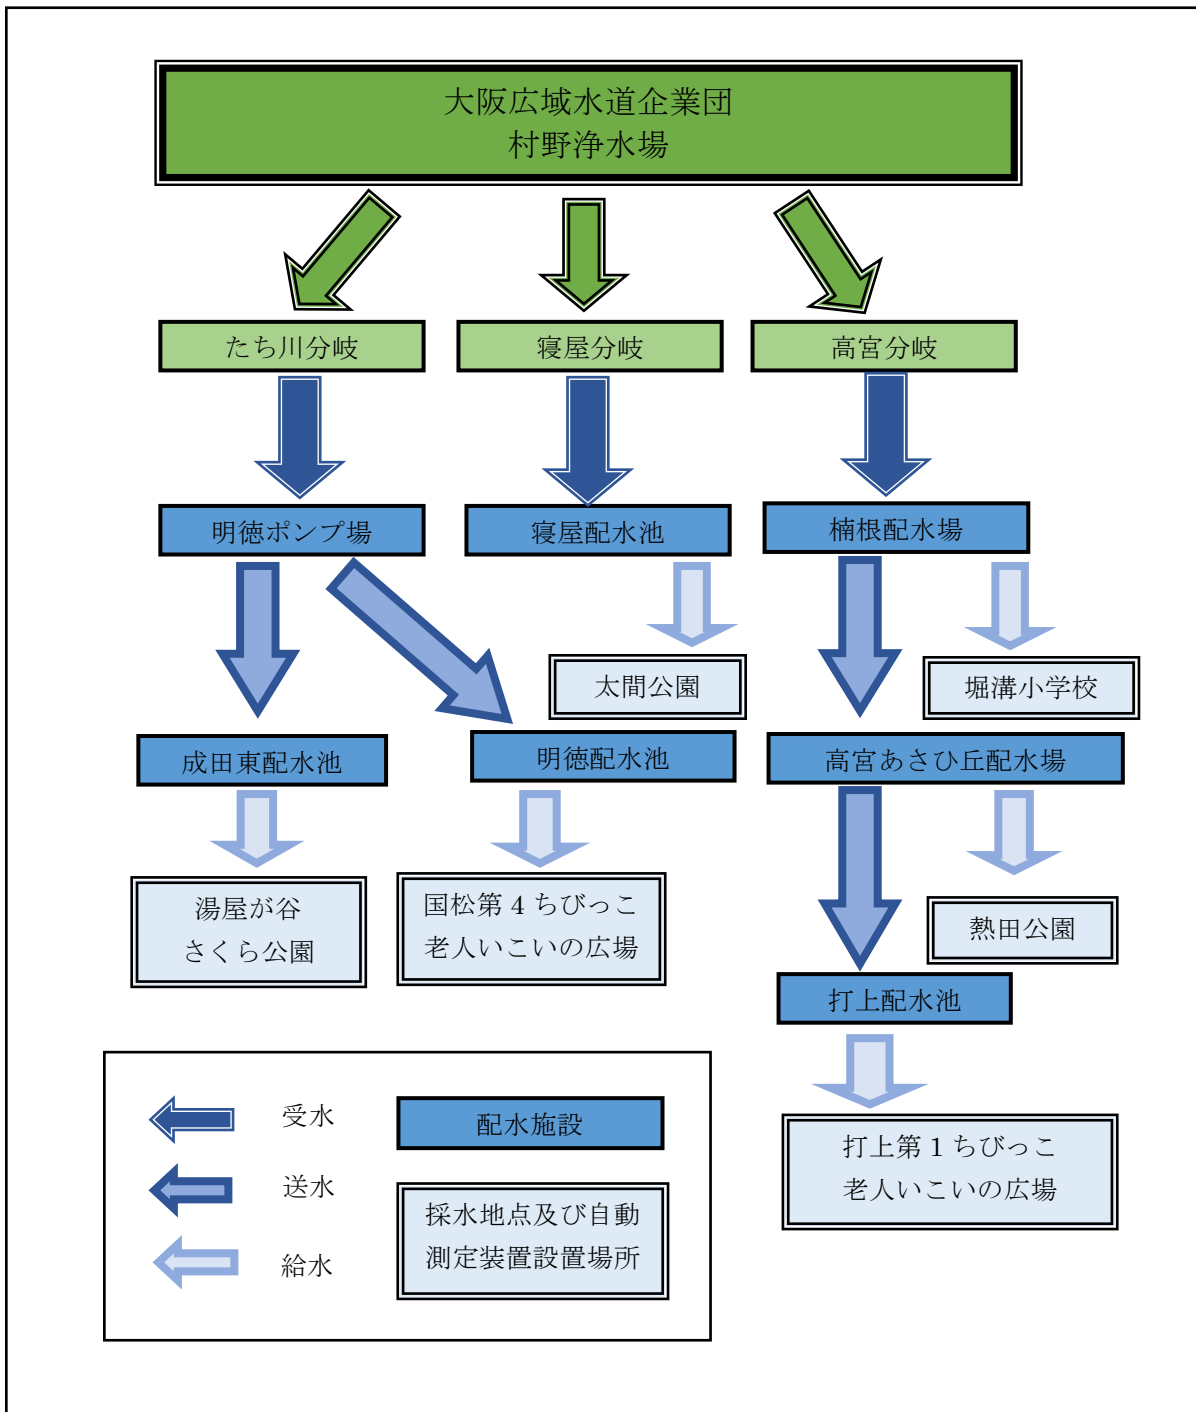 大阪広域水道企業団
村野浄水場
たち川分岐
寝屋分岐
高宮分岐
明徳ポンプ場
寝屋配水池
楠根配水場
太間公園
堀溝小学校
成田東配水池
明徳配水池
高宮あさひ丘配水場
湯屋が谷
さくら公園
国松第4ちびっこ
老人いこいの広場
熱田公園
打上配水池
打上第1ちびっこ
老人いこいの広場
受水
配水施設
送水
給水
採水地点及び自動
測定装置設置場所